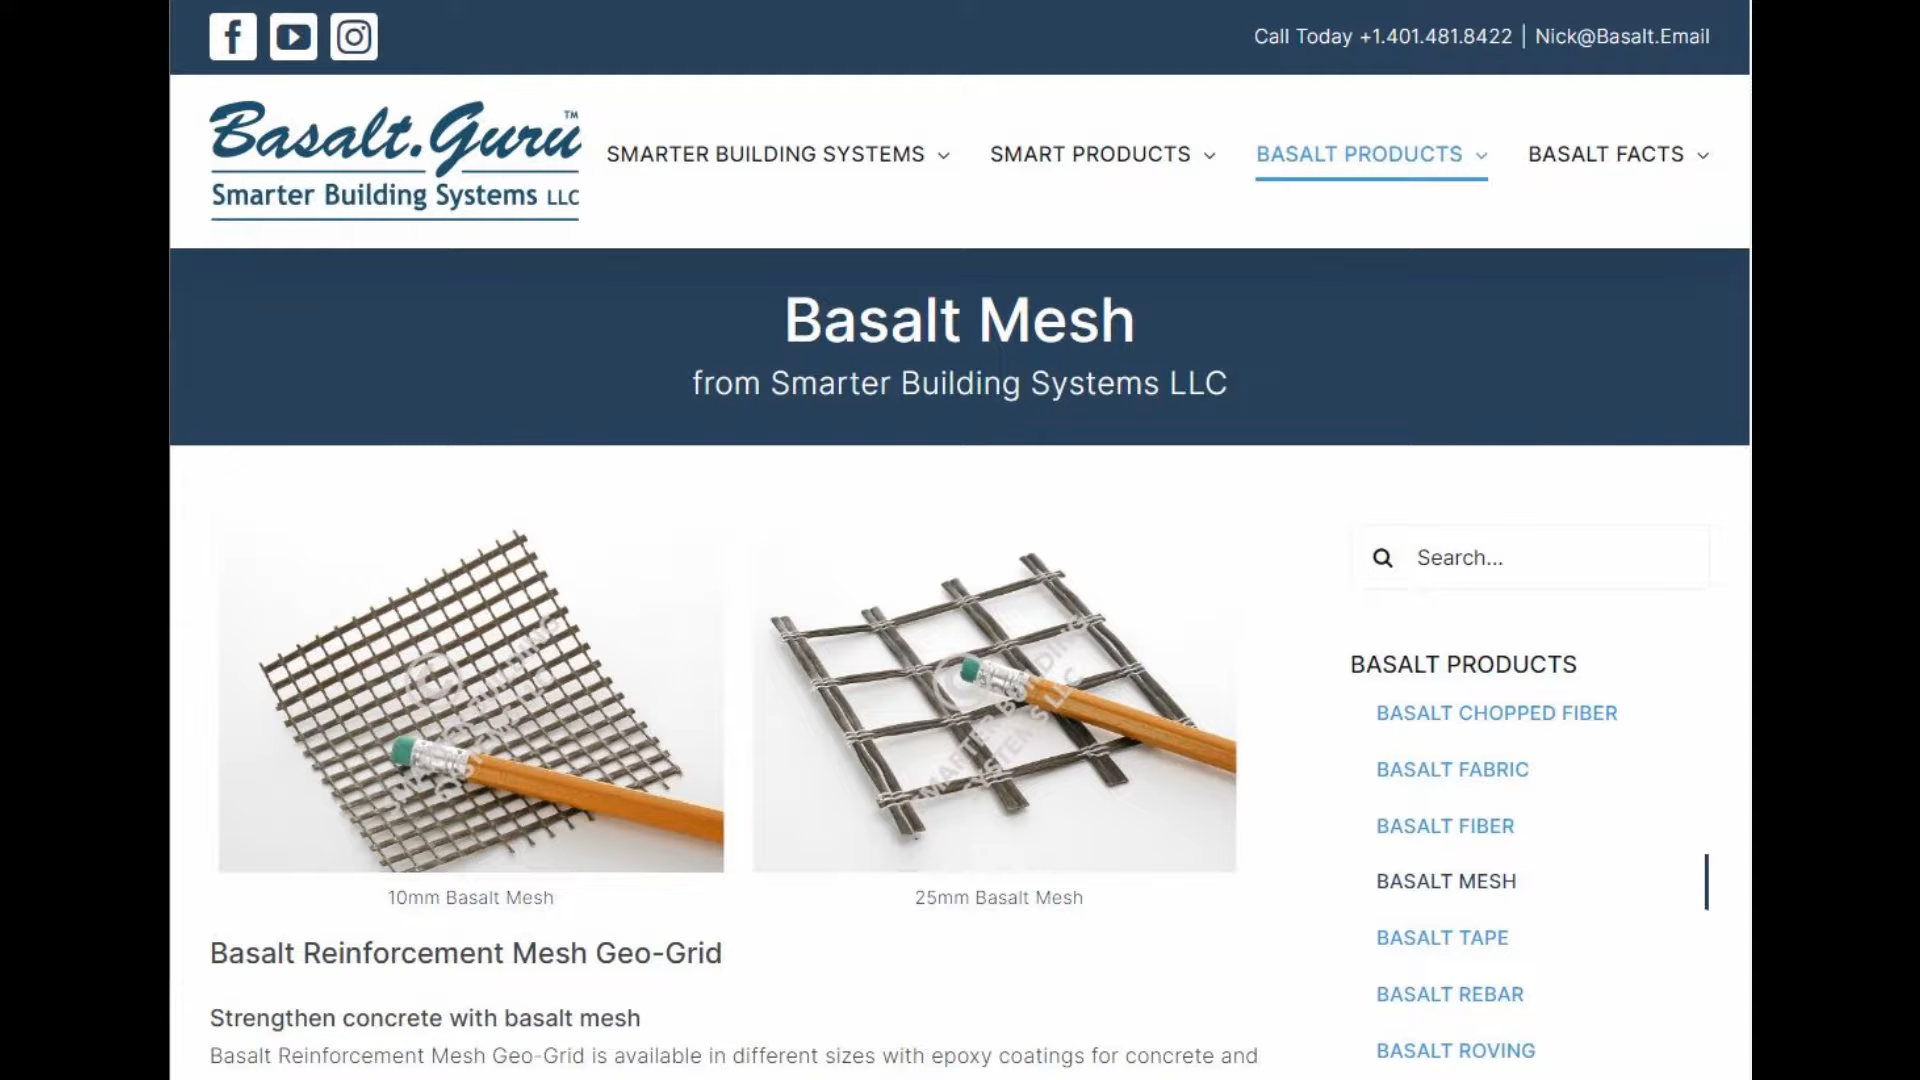 Call Today +1.401.481.8422 | Nick@Basalt.Email
Basalt.Guru™
Smarter Building Systems LLC
SMARTER BUILDING SYSTEMS
SMART PRODUCTS
BASALT PRODUCTS
BASALT FACTS
Basalt Mesh
from Smarter Building Systems LLC
10mm Basalt Mesh
25mm Basalt Mesh
Basalt Reinforcement Mesh Geo-Grid
Strengthen concrete with basalt mesh
Basalt Reinforcement Mesh Geo-Grid is available in different sizes with epoxy coatings for concrete and
Search...
BASALT PRODUCTS
BASALT CHOPPED FIBER
BASALT FABRIC
BASALT FIBER
BASALT MESH
BASALT TAPE
BASALT REBAR
BASALT ROVING